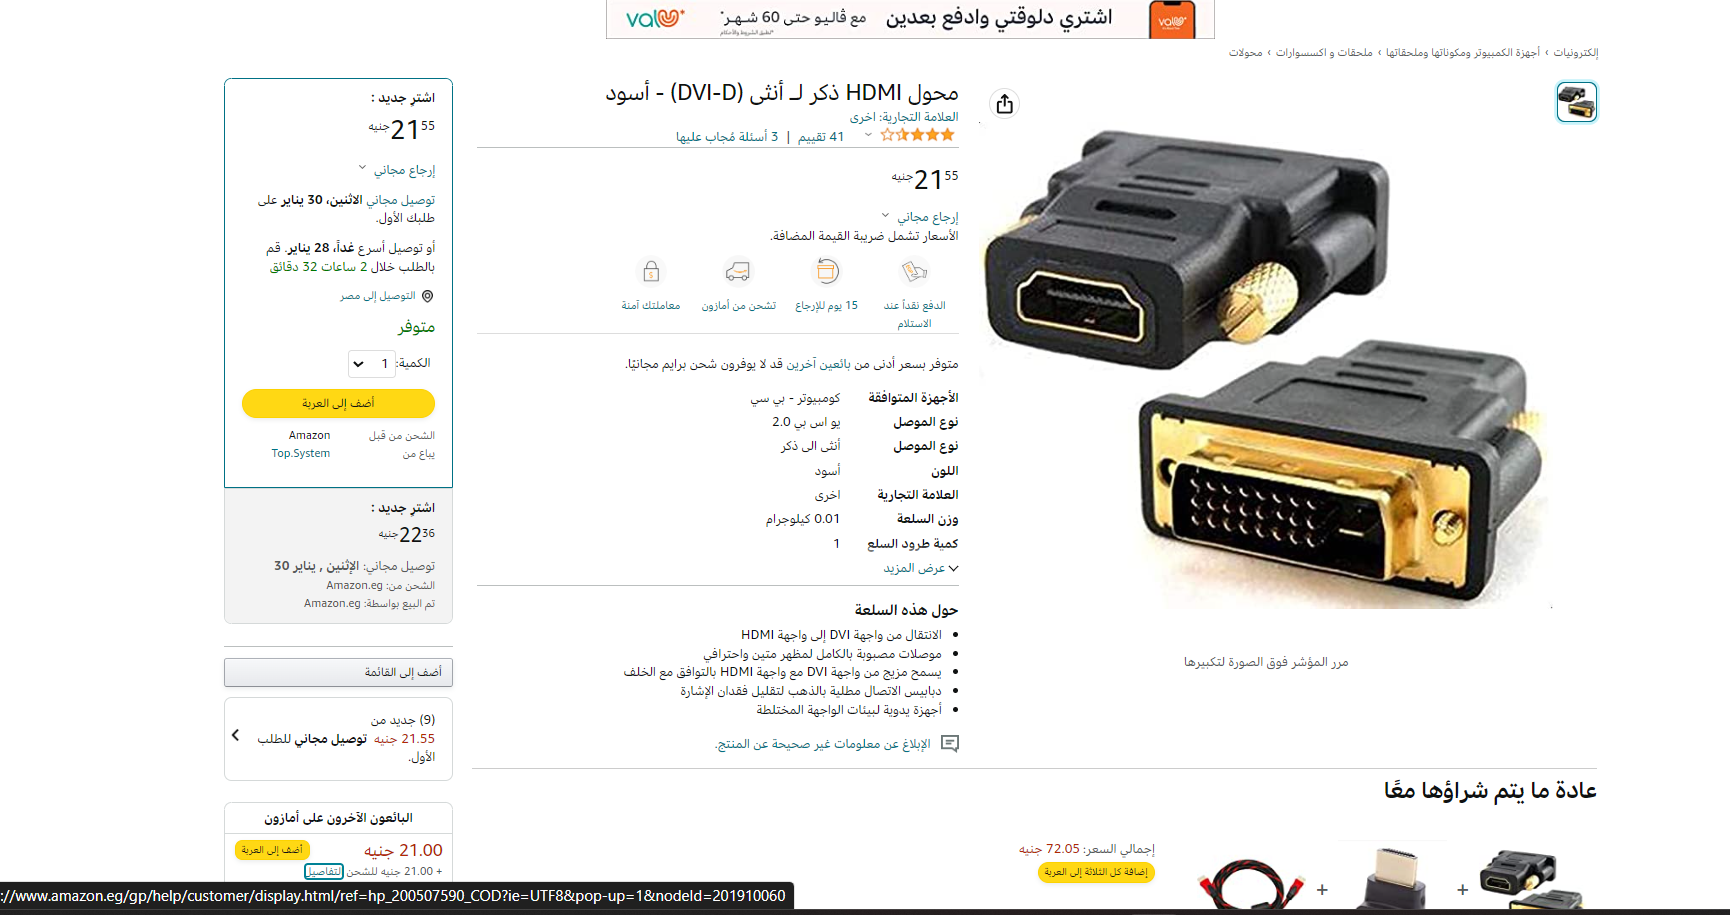 valU*
مع ڤاليو حتى 60 شهر*
اشتري دلوقتي وادفع بعدين
*تطبق الشروط والأحكام
إلكترونيات › أجهزة الكمبيوتر ومكوناتها وملحقاتها › ملحقات و اكسسوارات › محولات
محول HDMI ذكر لـ أنثى (DVI-D) - أسود
العلامة التجارية: اخرى
41 تقييم | 3 أسئلة مُجاب عليها
21 55 جنيه
إرجاع مجاني
الأسعار تشمل ضريبة القيمة المضافة.
الدفع نقداً عند الاستلام
15 يوم للإرجاع
تشحن من أمازون
معاملتك آمنة
متوفر بسعر أدنى من بائعين آخرين قد لا يوفرون شحن برايم مجانيًا.
الأجهزة المتوافقة كومبيوتر - بي سي
نوع الموصل يو اس بي 2.0
نوع الموصل أنثى الى ذكر
اللون أسود
العلامة التجارية اخرى
وزن السلعة 0.01 كيلوجرام
كمية طرود السلع 1
عرض المزيد
حول هذه السلعة
الانتقال من واجهة DVI إلى واجهة HDMI
موصلات مصبوبة بالكامل لمظهر متين واحترافي
يسمح مزيج من واجهة DVI مع واجهة HDMI بالتوافق مع الخلف
دبابيس الاتصال مطلية بالذهب لتقليل فقدان الإشارة
أجهزة يدوية لبيئات الواجهة المختلطة
الإبلاغ عن معلومات غير صحيحة عن المنتج.
مرر المؤشر فوق الصورة لتكبيرها
اشترِ جديد :
21 55 جنيه
إرجاع مجاني
توصيل مجاني الاثنين، 30 يناير على
طلبك الأول.
أو توصيل أسرع غداً، 28 يناير. قم
بالطلب خلال 2 ساعات 32 دقائق
التوصيل إلى مصر
متوفر
الكمية: 1
أضف إلى العربة
الشحن من قبل Amazon
يباع من Top.System
اشترِ جديد :
22 36 جنيه
توصيل مجاني: الإثنين , يناير 30
الشحن من: Amazon.eg
تم البيع بواسطة: Amazon.eg
أضف إلى القائمة
(9) جديد من
21.55 جنيه توصيل مجاني للطلب
الأول.
البائعون الآخرون على أمازون
21.00 جنيه
أضف إلى العربة
+ 21.00 جنيه للشحن التفاصيل
عادة ما يتم شراؤها معًا
إجمالي السعر: 72.05 جنيه
إضافة كل الثلاثة إلى العربة
://www.amazon.eg/gp/help/customer/display.html/ref=hp_200507590_COD?ie=UTF8&pop-up=1&nodeId=201910060